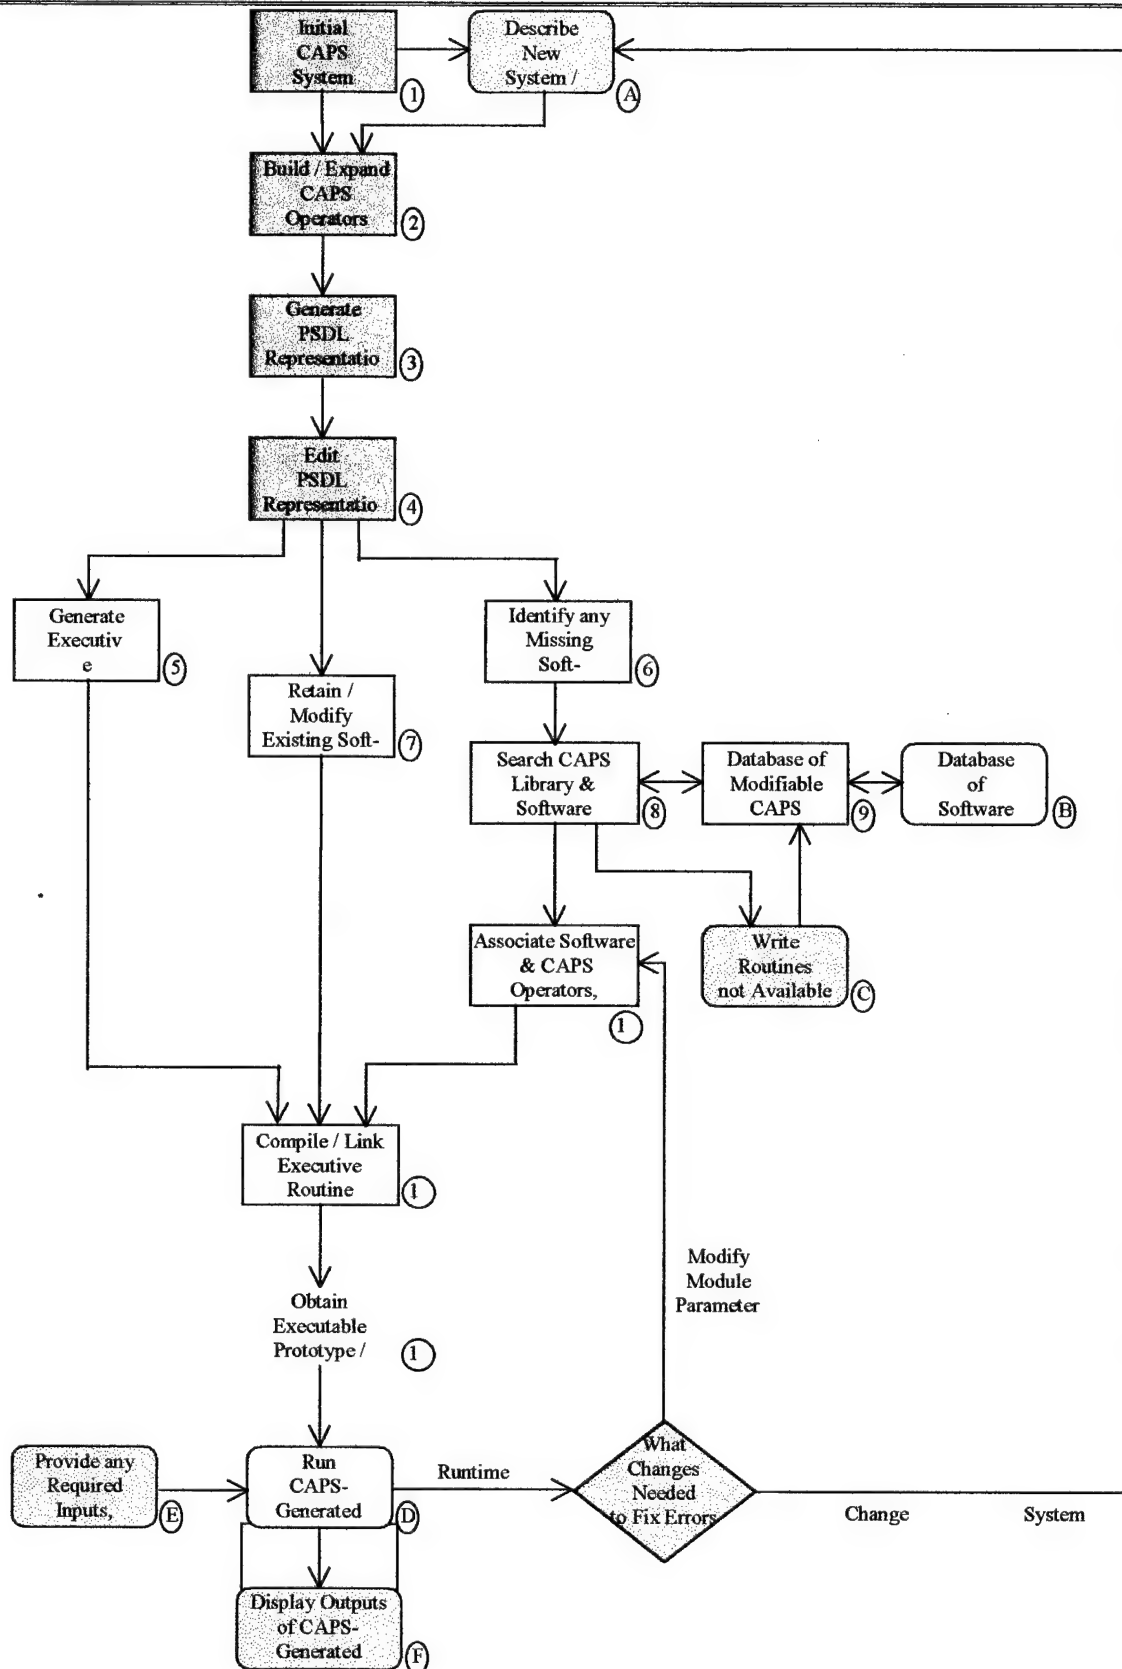 Initial
CAPS
System
1
Describe
New
System /
A
Build / Expand
CAPS
Operators
2
Generate
PSDL
Representatio
3
Edit
PSDL
Representatio
4
Generate
Executiv
e
5
Identify any
Missing
Soft-
6
Retain /
Modify
Existing Soft-
7
Search CAPS
Library &
Software
8
Database of
Modifiable
CAPS
9
Database
of
Software
B
Associate Software
& CAPS
Operators,
1
Write
Routines
not Available
C
Compile / Link
Executive
Routine
1
Modify
Module
Parameter
Obtain
Executable
Prototype /
1
Provide any
Required
Inputs,
E
Run
CAPS-
Generated
D
Runtime
What
Changes
Needed
to Fix Errors
Change System
Display Outputs
of CAPS-
Generated
F